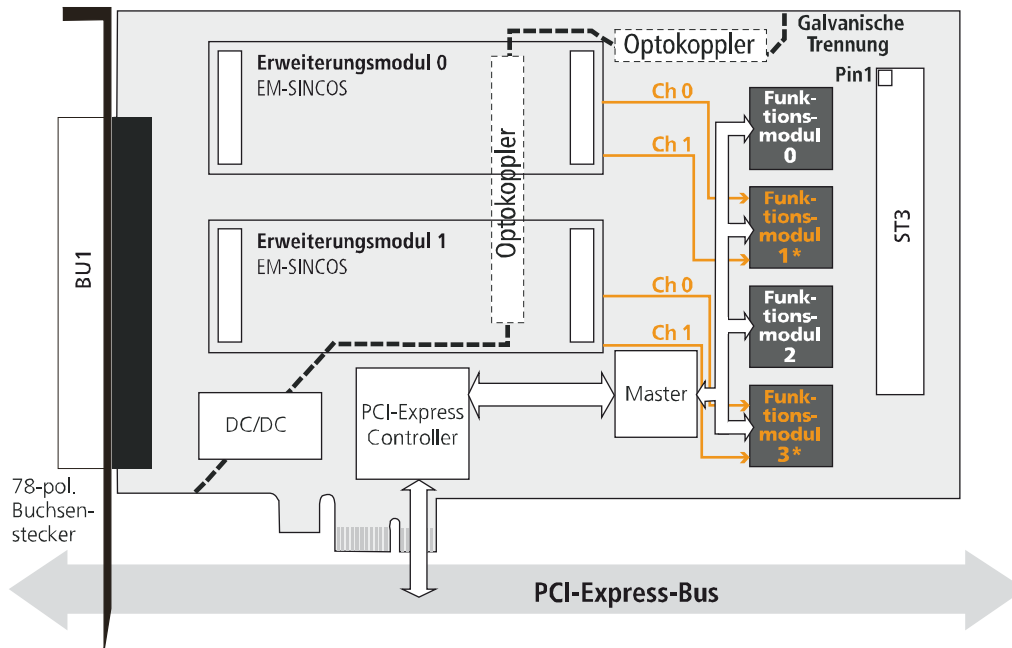 Galvanische
Trennung
Optokoppler
Erweiterungsmodul 0
EM-SINCOS
Optokoppler
Ch 0
Ch 1
Pin1
Funk-
tions-
modul
0
BU1
Funk-
tions-
modul
1*
ST3
Erweiterungsmodul 1
EM-SINCOS
Ch 0
Ch 1
Funk-
tions-
modul
2
DC/DC
PCI-Express
Controller
Master
Funk-
tions-
modul
3*
78-pol.
Buchsen-
stecker
PCI-Express-Bus